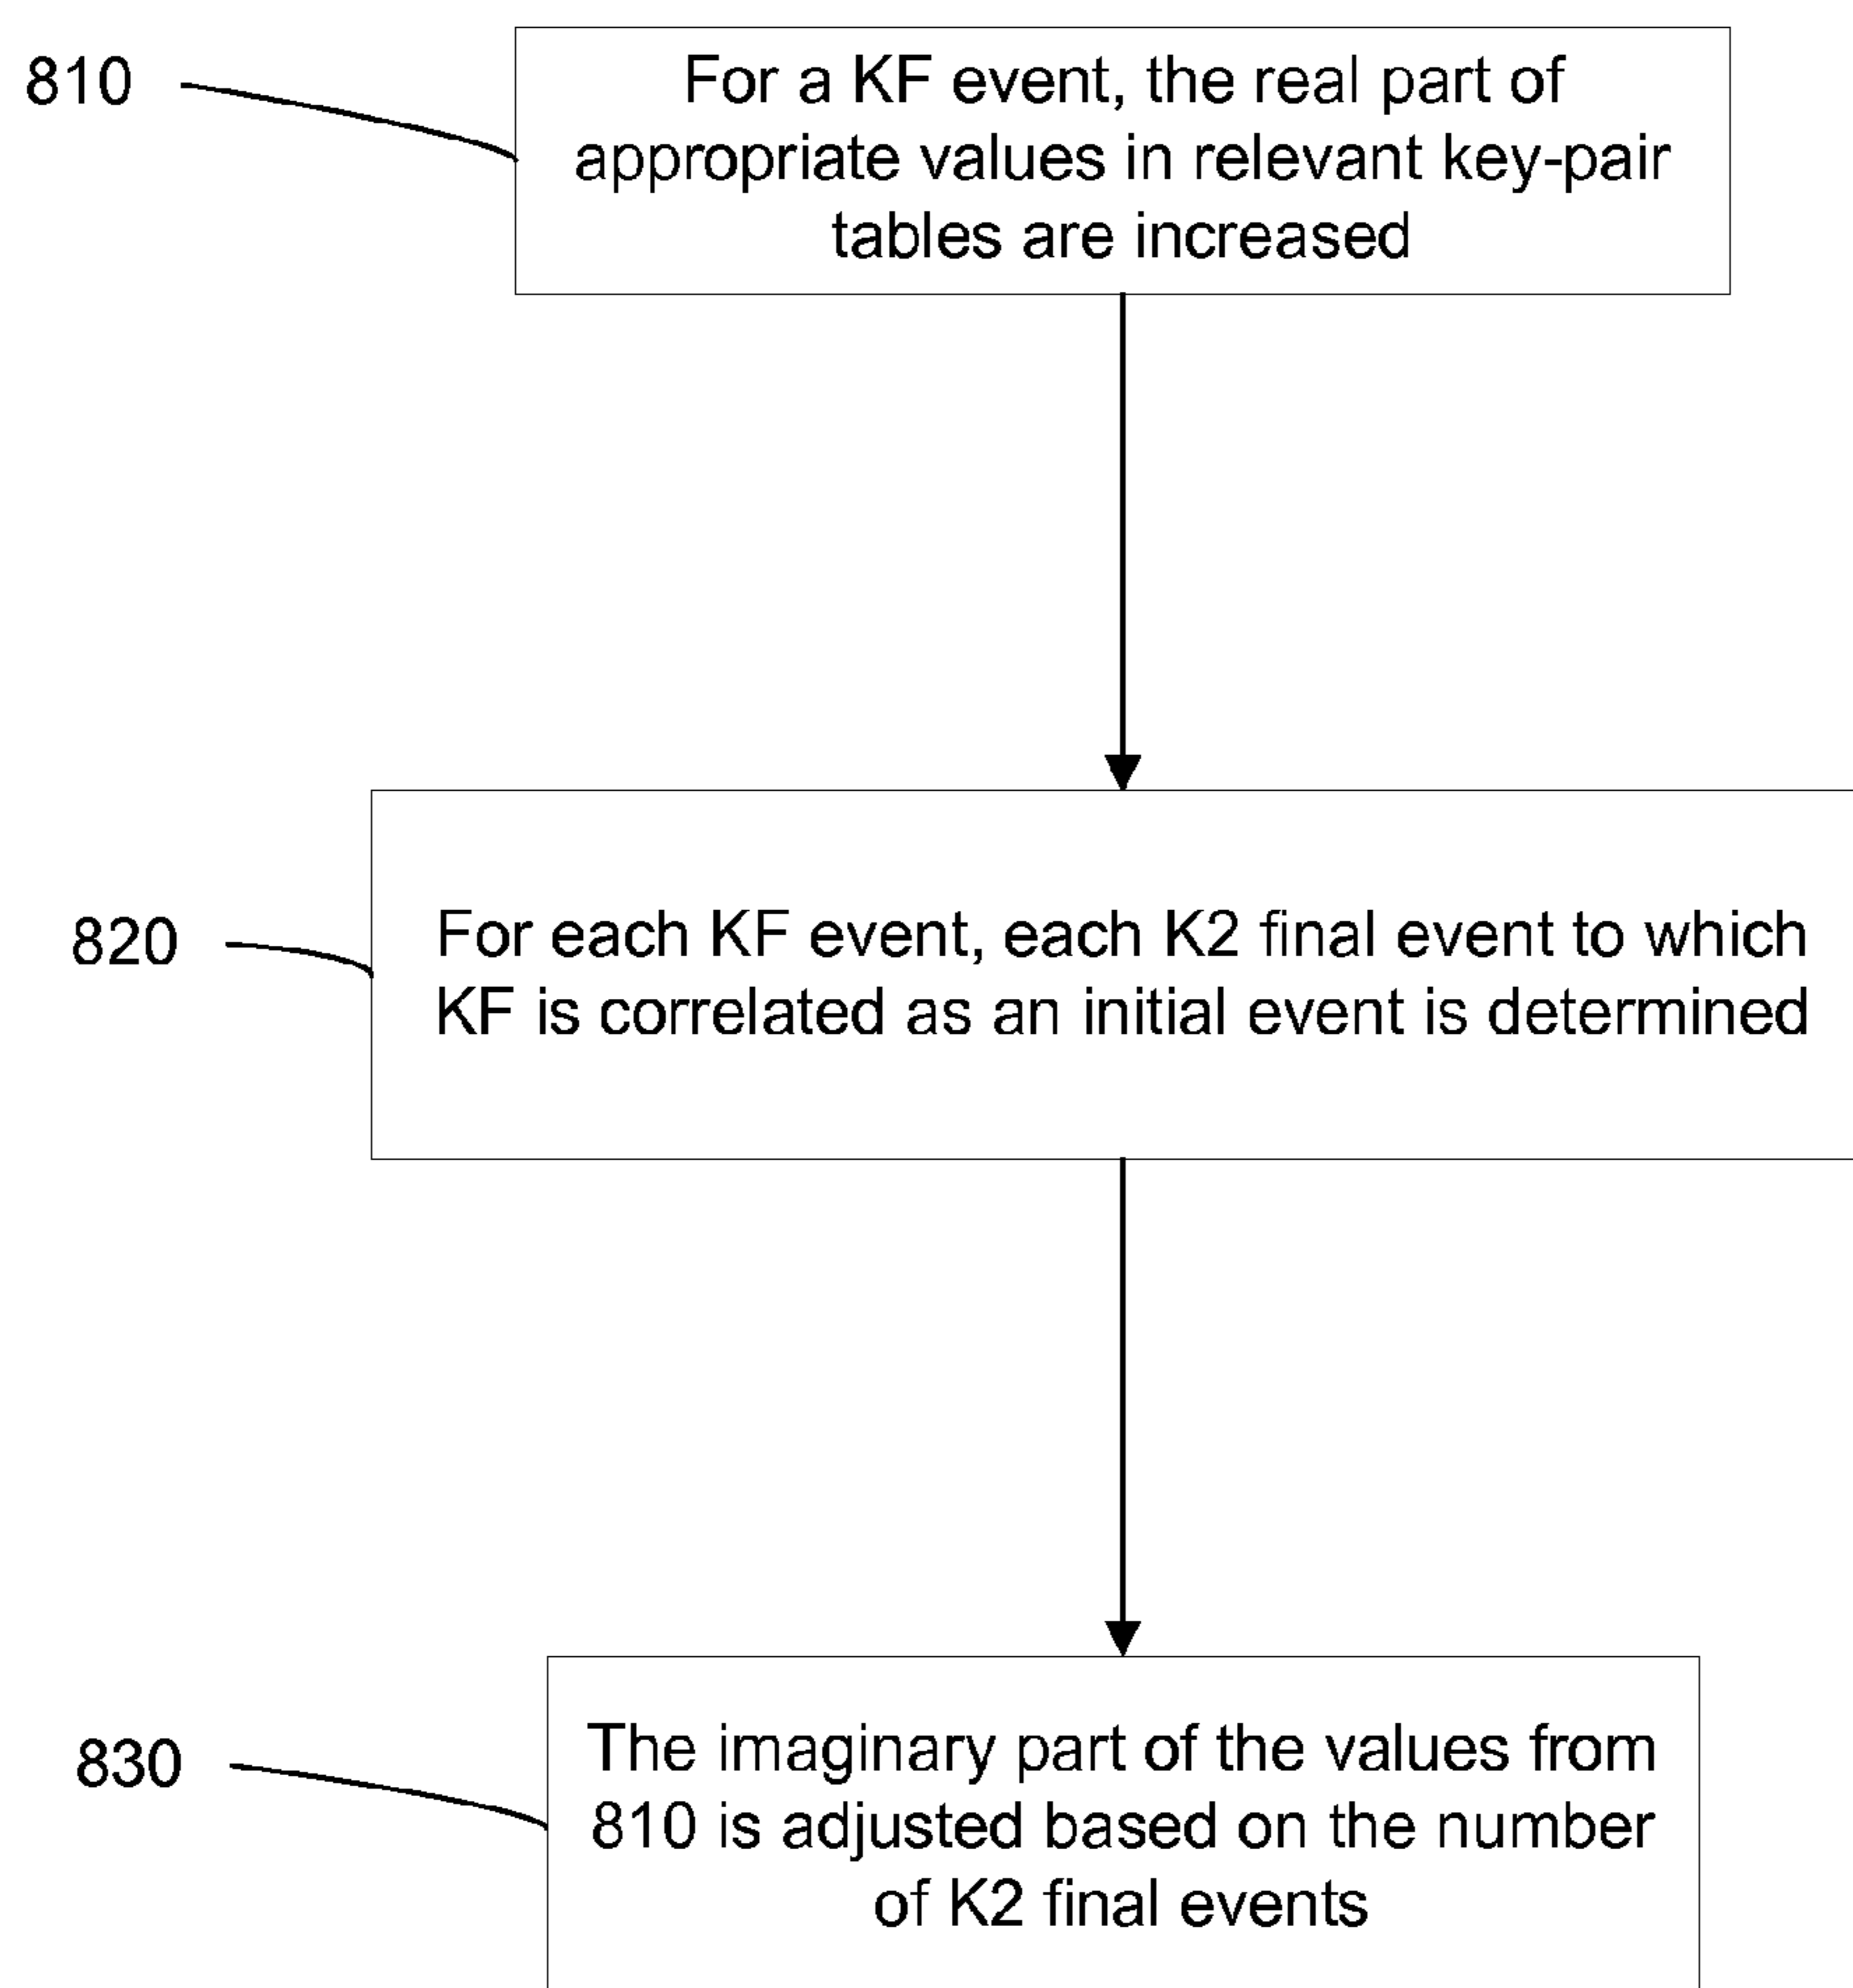 810
For a KF event, the real part of
appropriate values in relevant key-pair
tables are increased
820
For each KF event, each K2 final event to which
KF is correlated as an initial event is determined
830
The imaginary part of the values from
810 is adjusted based on the number
of K2 final events